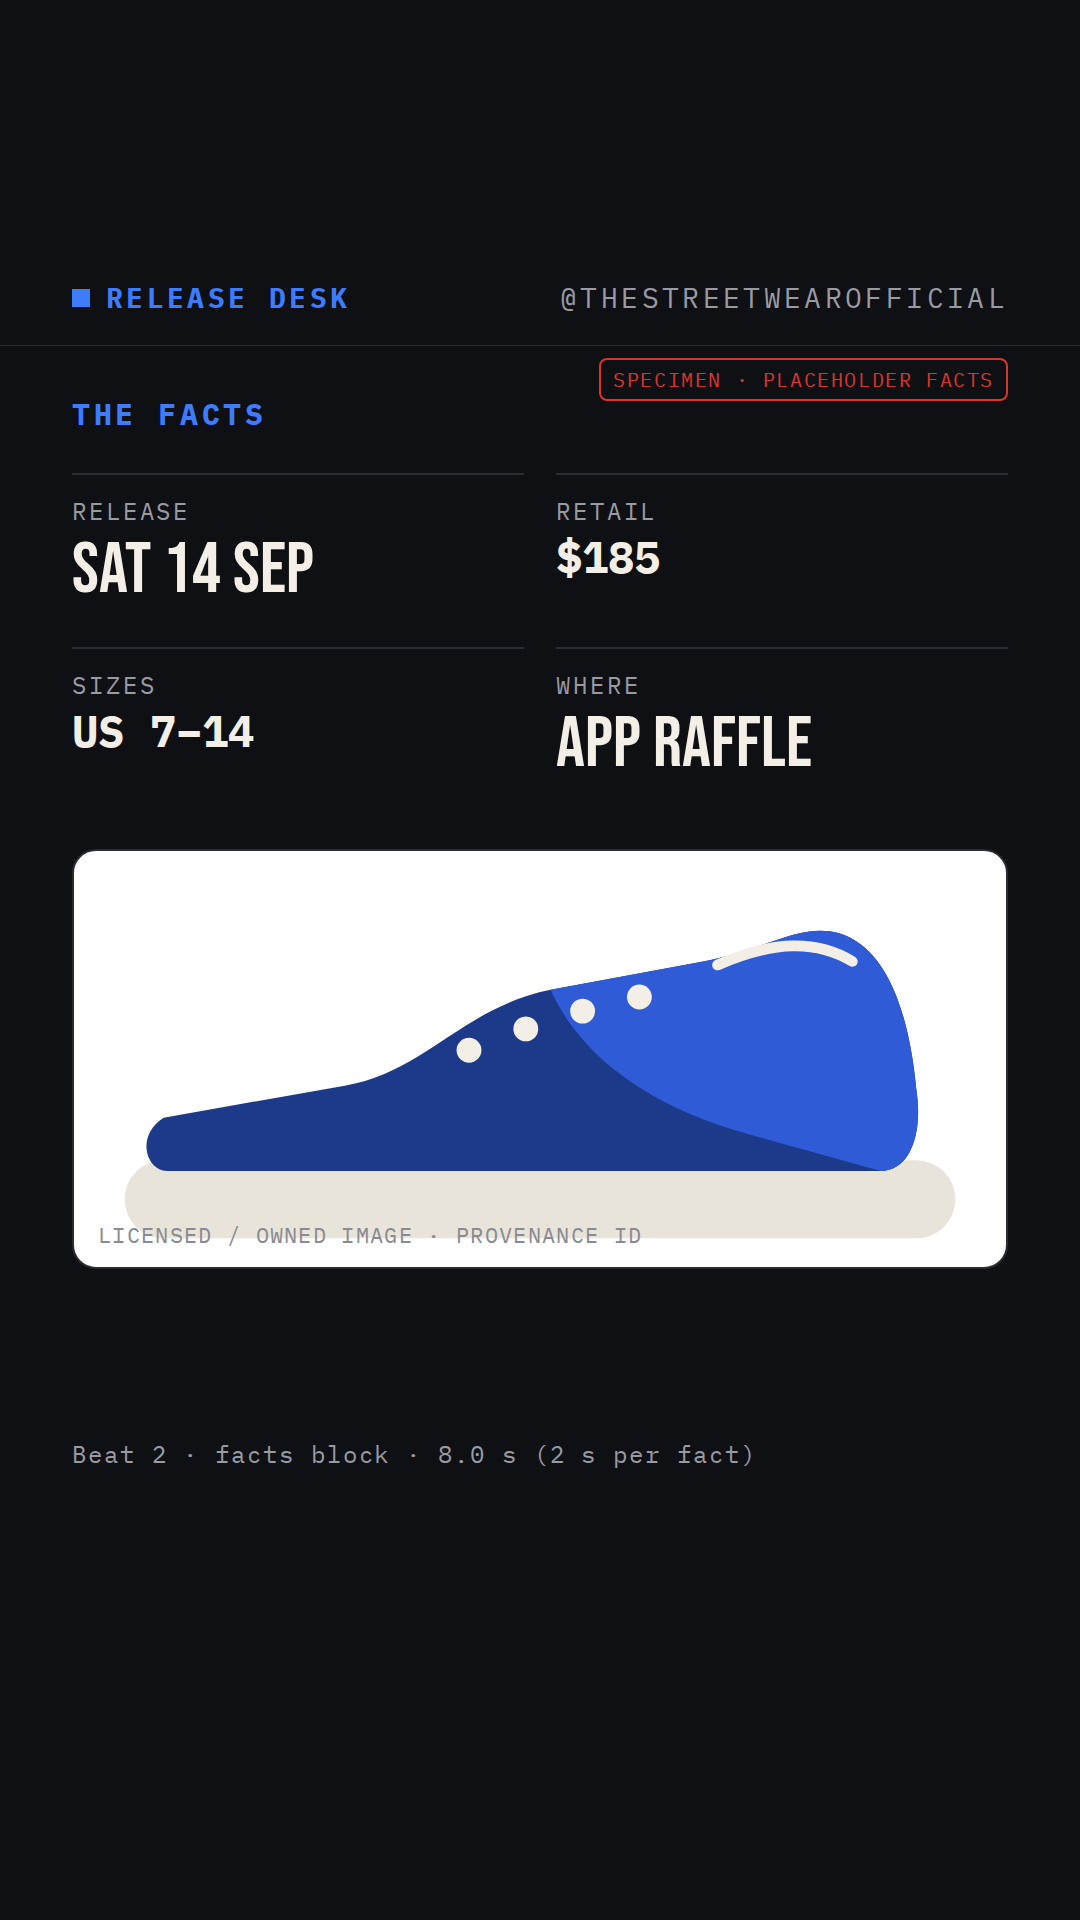 RELEASE DESK
@THESTREETWEAROFFICIAL
SPECIMEN · PLACEHOLDER FACTS
THE FACTS
RELEASE
SAT 14 SEP
RETAIL
$185
SIZES
US 7–14
WHERE
APP RAFFLE
LICENSED / OWNED IMAGE · PROVENANCE ID
Beat 2 · facts block · 8.0 s (2 s per fact)